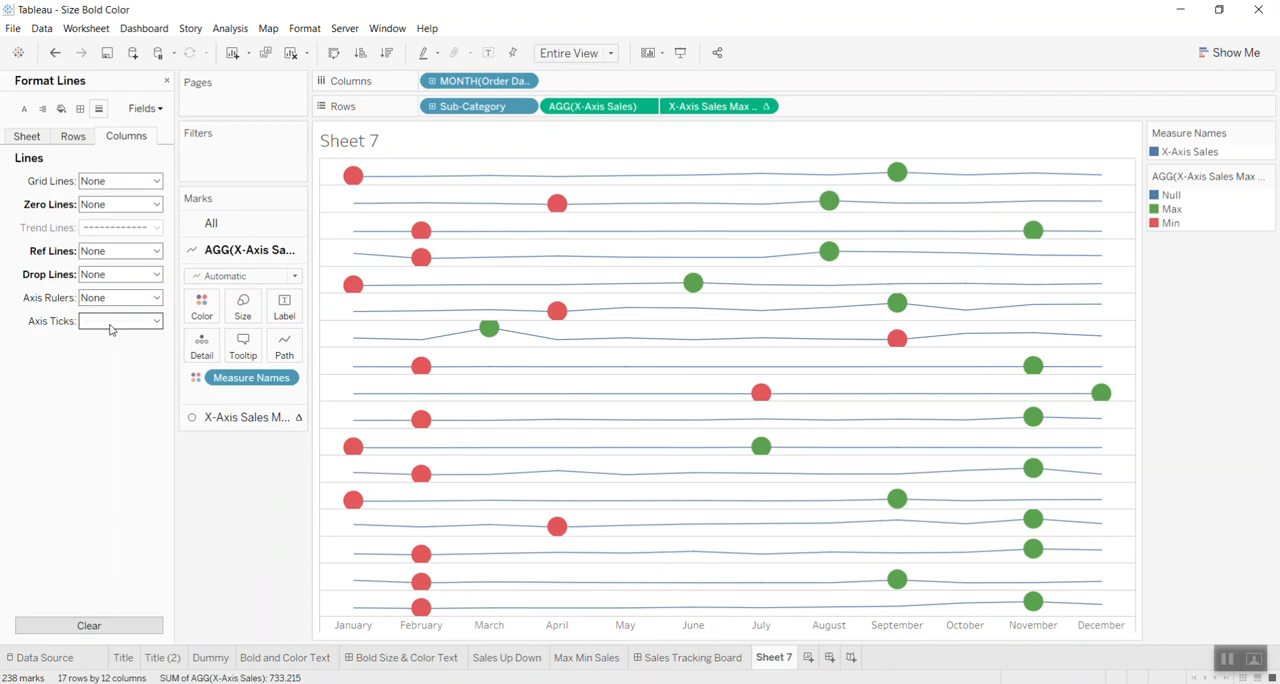 Tableau - Size Bold Color
File Data Worksheet Dashboard Story Analysis Map Format Server Window Help
Entire View
Show Me
Format Lines
Fields
Sheet Rows Columns
Lines
Grid Lines: None
Zero Lines: None
Trend Lines:
Ref Lines: None
Drop Lines: None
Axis Rulers: None
Axis Ticks:
Clear
Pages
Filters
Marks
All
AGG(X-Axis Sa...
Automatic
Color Size Label
Detail Tooltip Path
Measure Names
X-Axis Sales M...
Columns MONTH(Order Da..
Rows Sub-Category AGG(X-Axis Sales) X-Axis Sales Max ..
Sheet 7
January February March April May June July August September October November December
Measure Names
X-Axis Sales
AGG(X-Axis Sales Max ...
Null
Max
Min
Data Source Title Title (2) Dummy Bold and Color Text Bold Size & Color Text Sales Up Down Max Min Sales Sales Tracking Board Sheet 7
238 marks 17 rows by 12 columns SUM of AGG(X-Axis Sales): 733,215